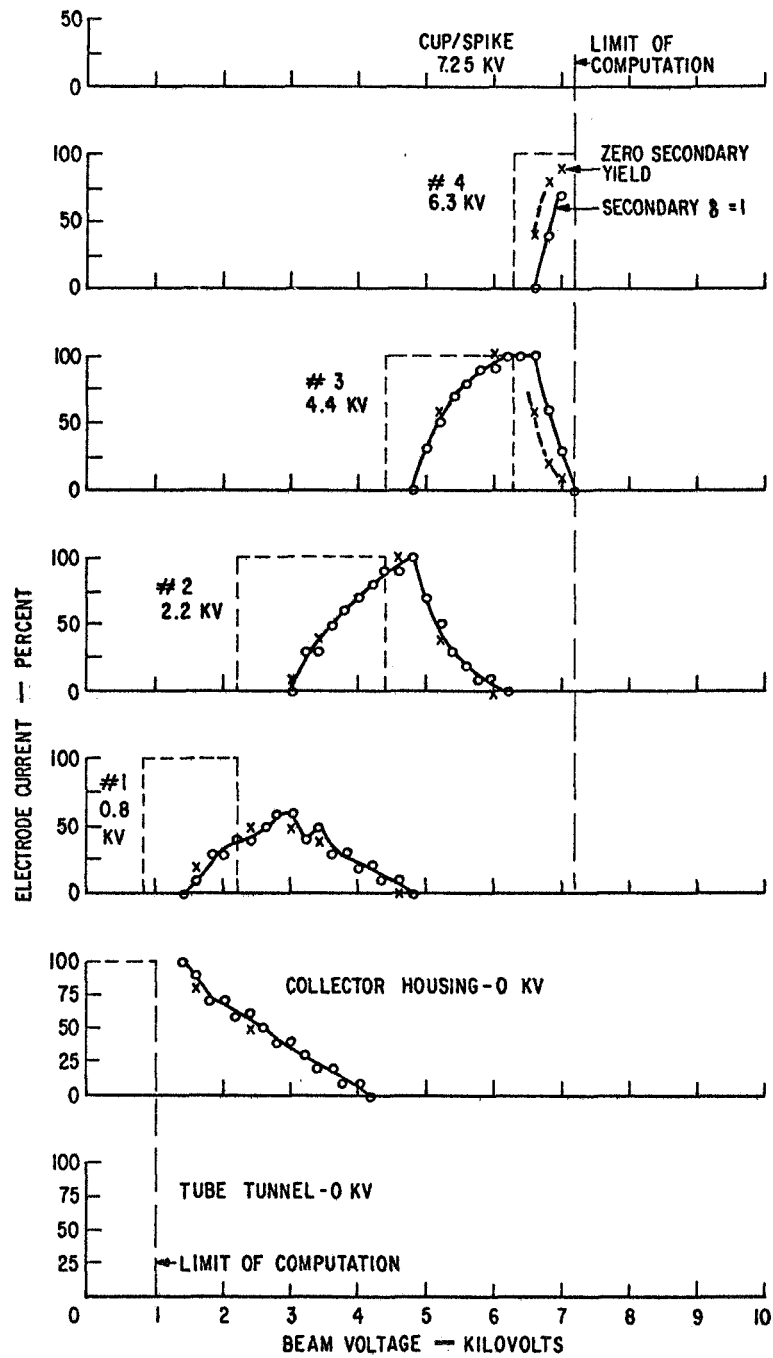 50
0
CUP/SPIKE
7.25 KV
LIMIT OF
COMPUTATION
100
50
0
# 4
6.3 KV
ZERO SECONDARY
YIELD
SECONDARY δ = 1
100
50
0
# 3
4.4 KV
100
50
0
# 2
2.2 KV
100
50
0
#1
0.8
KV
ELECTRODE CURRENT — PERCENT
100
75
50
25
0
COLLECTOR HOUSING-0 KV
100
75
50
25
TUBE TUNNEL-0 KV
LIMIT OF COMPUTATION
0 1 2 3 4 5 6 7 8 9 10
BEAM VOLTAGE — KILOVOLTS